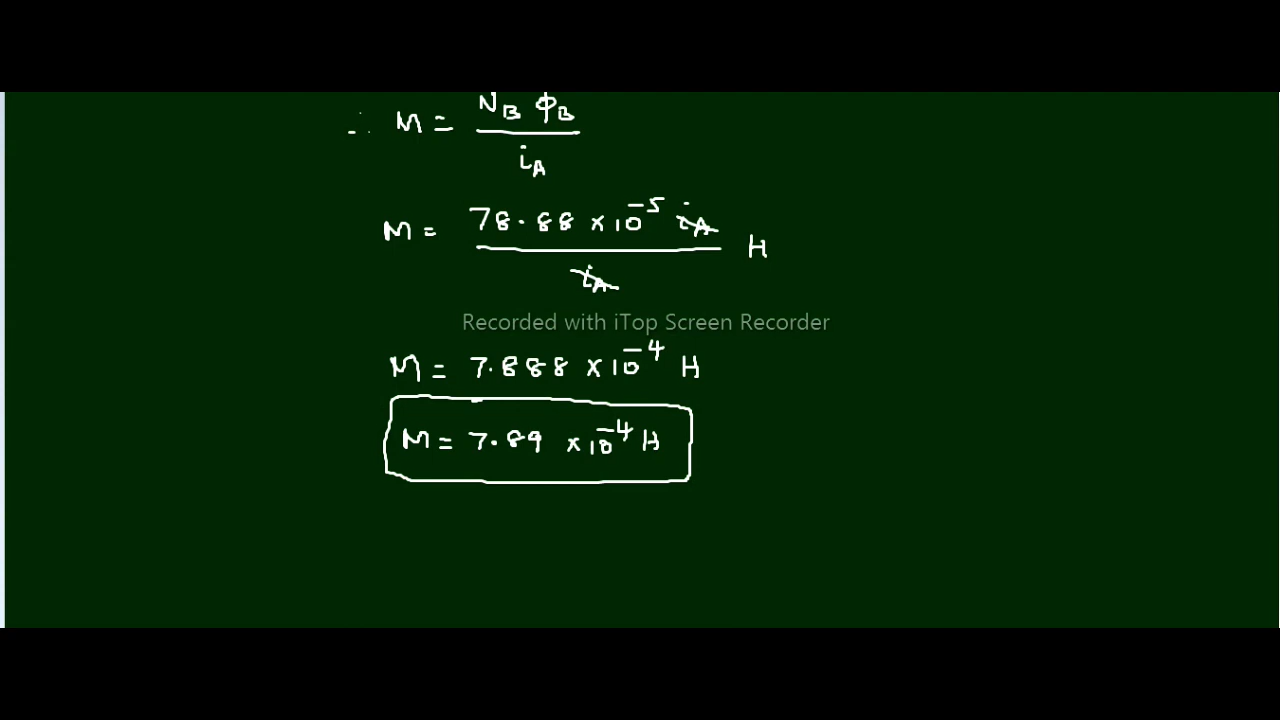 ∴ M = N_B φ_B / i_A
M = 78.88 × 10^-5 i_A / i_A H
Recorded with iTop Screen Recorder
M = 7.888 × 10^-4 H
M = 7.89 × 10^-4 H